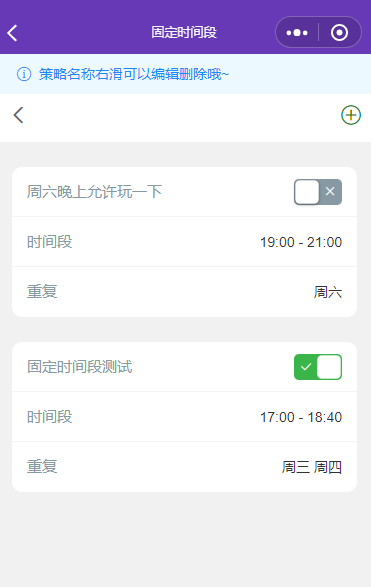 固定时间段
策略名称右滑可以编辑删除哦~
周六晚上允许玩一下
时间段 19:00 - 21:00
重复 周六
固定时间段测试
时间段 17:00 - 18:40
重复 周三 周四